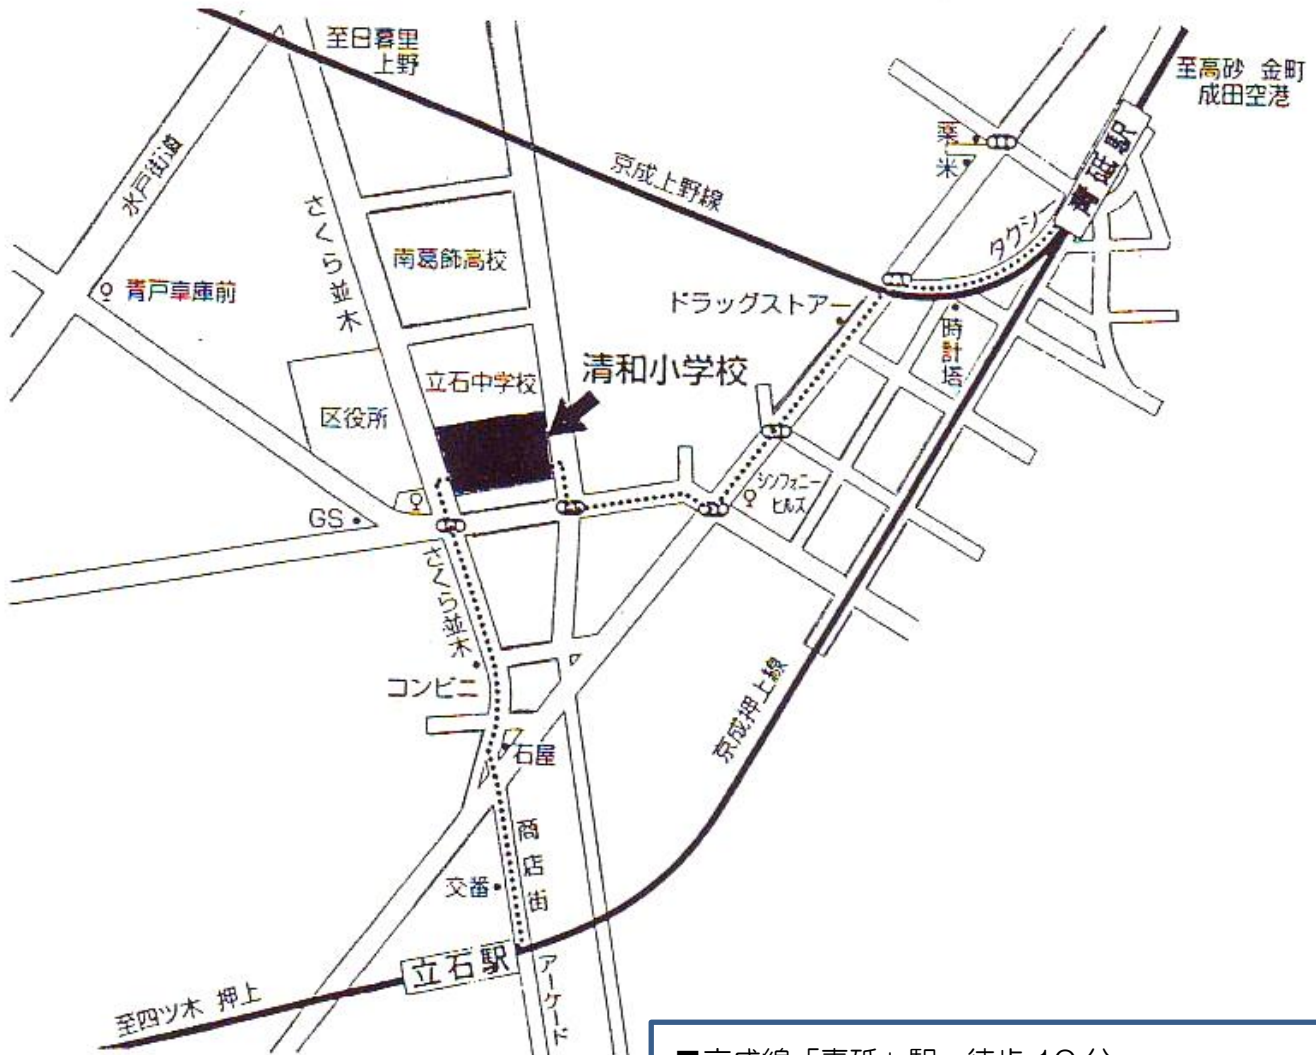 至日暮里
上野
至高砂 金町
成田空港
青砥駅
薬
米
水戸街道
京成上野線
さくら並木
南葛飾高校
タクシー
青戸車庫前
ドラッグストアー
時計塔
清和小学校
立石中学校
区役所
シンフォニー
ヒルズ
GS
さくら並木
コンビニ
京成押上線
石屋
商店街
交番
立石駅
アーケード
至四ツ木 押上